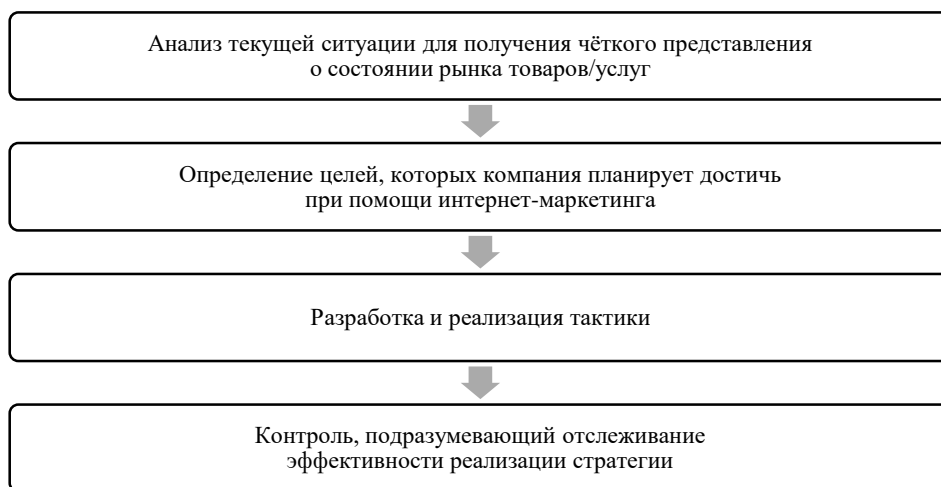 Анализ текущей ситуации для получения чёткого представления
о состоянии рынка товаров/услуг
Определение целей, которых компания планирует достичь
при помощи интернет-маркетинга
Разработка и реализация тактики
Контроль, подразумевающий отслеживание
эффективности реализации стратегии